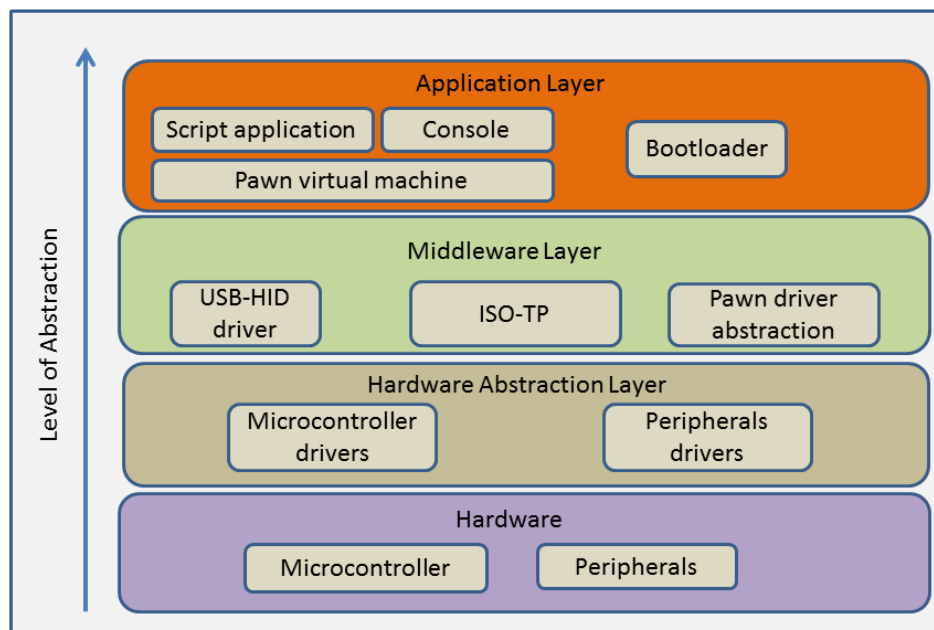 Level of Abstraction
Application Layer
Script application
Console
Bootloader
Pawn virtual machine
Middleware Layer
USB-HID
driver
ISO-TP
Pawn driver
abstraction
Hardware Abstraction Layer
Microcontroller
drivers
Peripherals
drivers
Hardware
Microcontroller
Peripherals